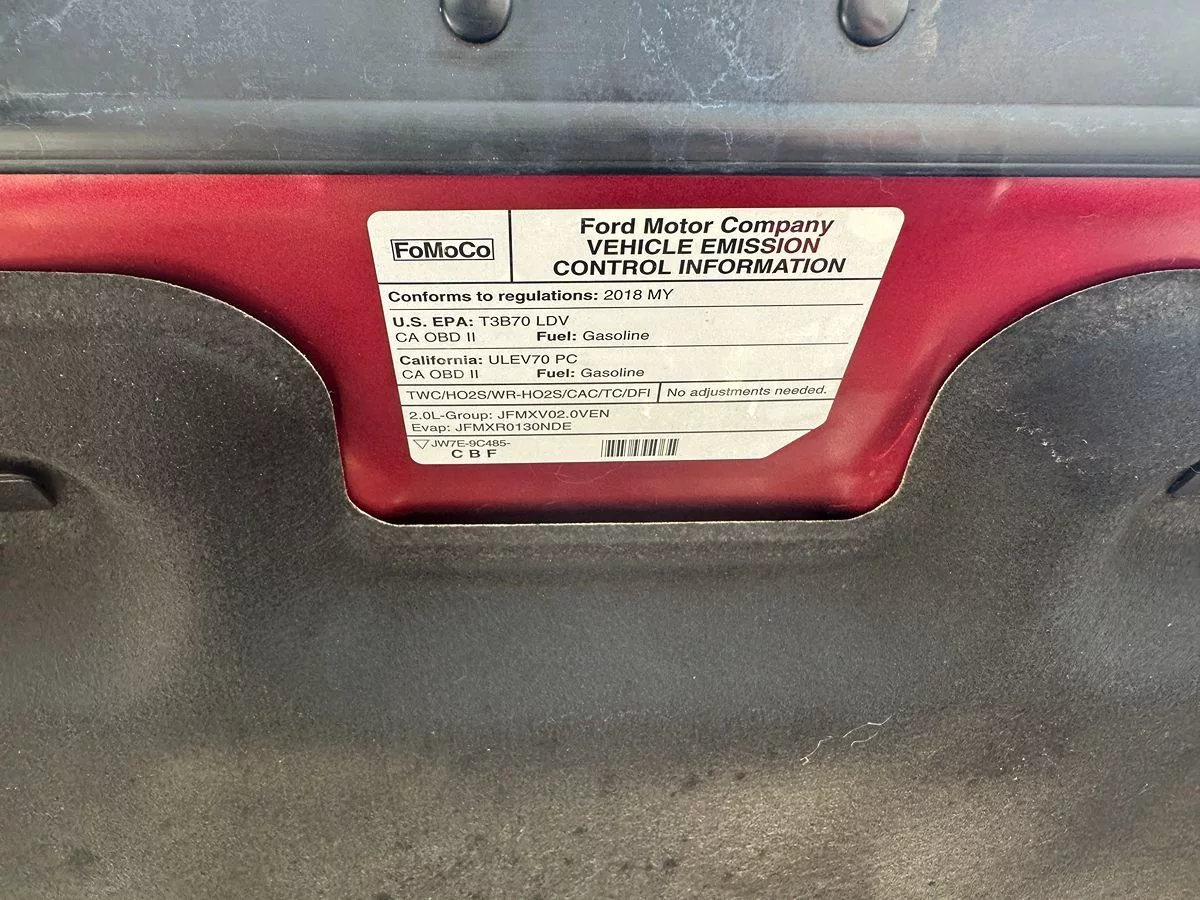 FoMoCo
Ford Motor Company
VEHICLE EMISSION
CONTROL INFORMATION
Conforms to regulations: 2018 MY
U.S. EPA: T3B70 LDV
CA OBD II Fuel: Gasoline
California: ULEV70 PC
CA OBD II Fuel: Gasoline
TWC/HO2S/WR-HO2S/CAC/TC/DFI No adjustments needed.
2.0L-Group: JFMXV02.0VEN
Evap: JFMXR0130NDE
JW7E-9C485-
C B F